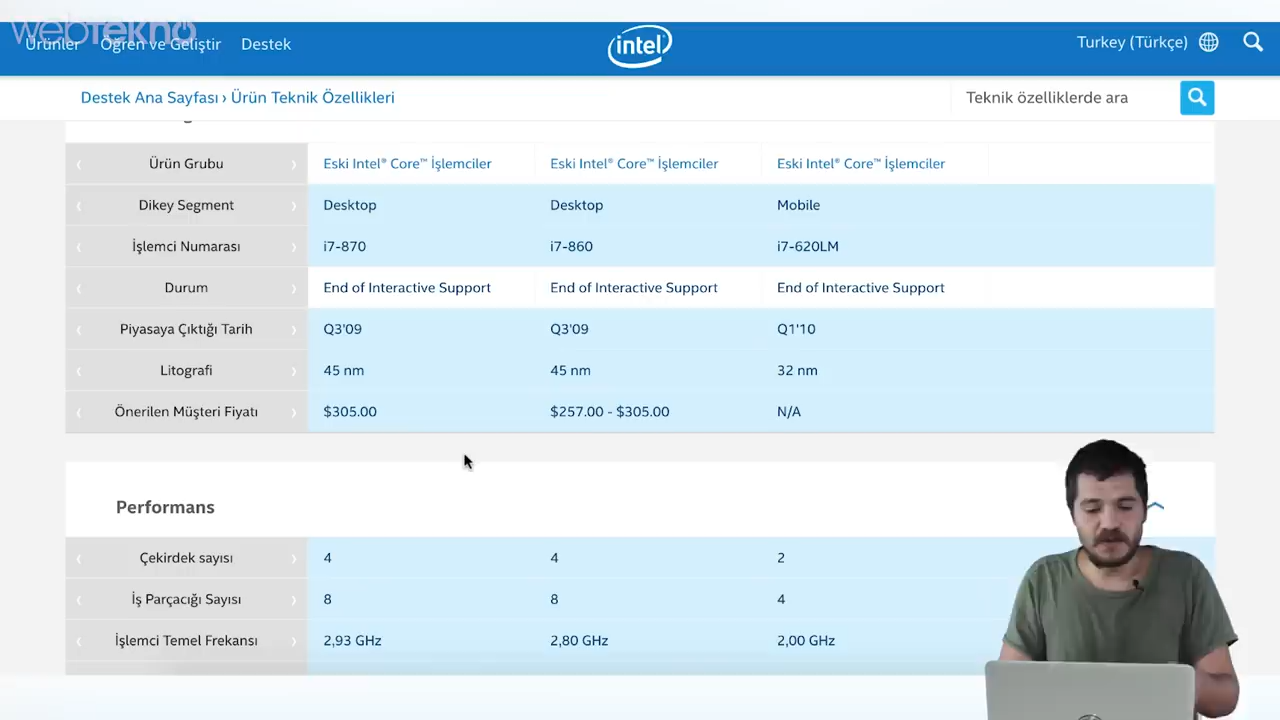 webtekno
Ürünler Öğren ve Geliştir Destek intel Turkey (Türkçe)
Destek Ana Sayfası › Ürün Teknik Özellikleri Teknik özelliklerde ara
Ürün Grubu Eski Intel® Core™ İşlemciler Eski Intel® Core™ İşlemciler Eski Intel® Core™ İşlemciler
Dikey Segment Desktop Desktop Mobile
İşlemci Numarası i7-870 i7-860 i7-620LM
Durum End of Interactive Support End of Interactive Support End of Interactive Support
Piyasaya Çıktığı Tarih Q3'09 Q3'09 Q1'10
Litografi 45 nm 45 nm 32 nm
Önerilen Müşteri Fiyatı $305.00 $257.00 - $305.00 N/A
Performans
Çekirdek sayısı 4 4 2
İş Parçacığı Sayısı 8 8 4
İşlemci Temel Frekansı 2,93 GHz 2,80 GHz 2,00 GHz